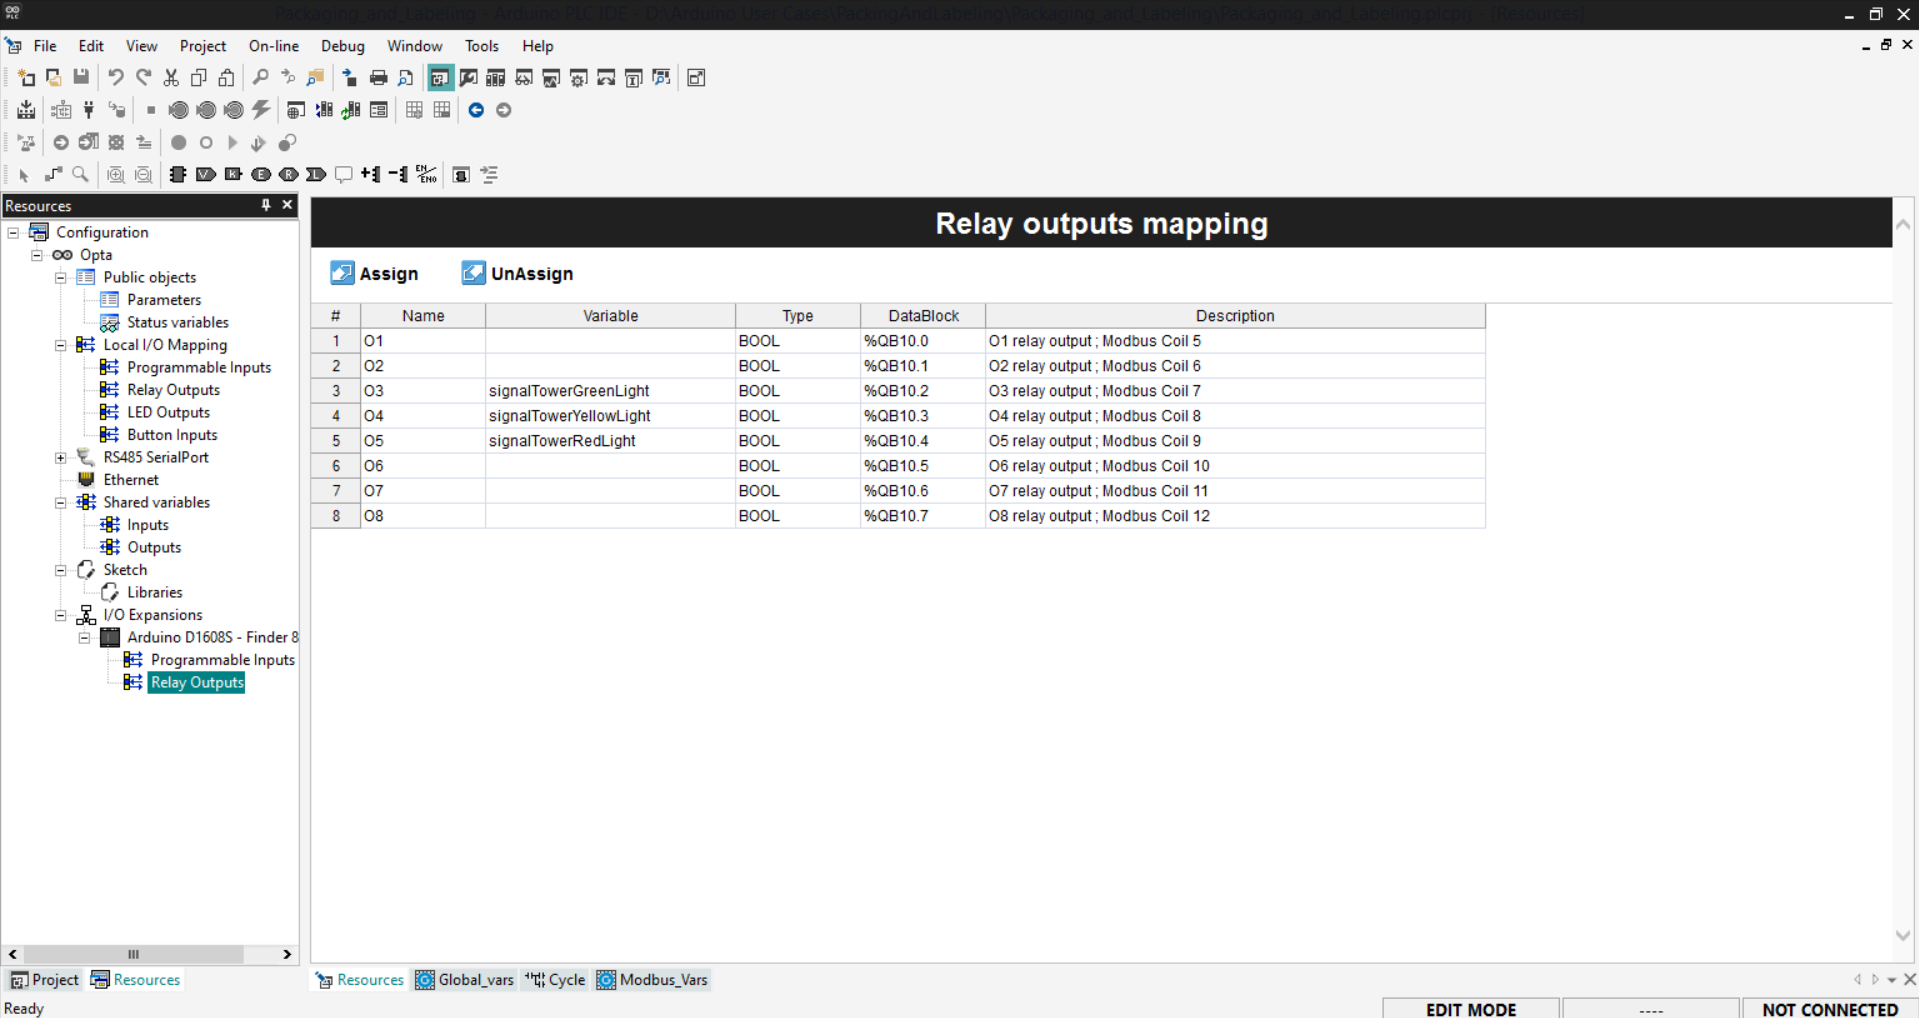 PLC
Packaging_and_Labeling - Arduino PLC IDE - D:\Arduino User Cases\PackingAndLabeling\Packaging_and_Labeling\Packaging_and_Labeling.plcprj - [Resources]
File Edit View Project On-line Debug Window Tools Help
EN/ENO
Resources
Configuration
Opta
Public objects
Parameters
Status variables
Local I/O Mapping
Programmable Inputs
Relay Outputs
LED Outputs
Button Inputs
RS485 SerialPort
Ethernet
Shared variables
Inputs
Outputs
Sketch
Libraries
I/O Expansions
Arduino D1608S - Finder 8
Programmable Inputs
Relay Outputs
Project Resources
Relay outputs mapping
Assign UnAssign
# Name Variable Type DataBlock Description
1 O1 BOOL %QB10.0 O1 relay output ; Modbus Coil 5
2 O2 BOOL %QB10.1 O2 relay output ; Modbus Coil 6
3 O3 signalTowerGreenLight BOOL %QB10.2 O3 relay output ; Modbus Coil 7
4 O4 signalTowerYellowLight BOOL %QB10.3 O4 relay output ; Modbus Coil 8
5 O5 signalTowerRedLight BOOL %QB10.4 O5 relay output ; Modbus Coil 9
6 O6 BOOL %QB10.5 O6 relay output ; Modbus Coil 10
7 O7 BOOL %QB10.6 O7 relay output ; Modbus Coil 11
8 O8 BOOL %QB10.7 O8 relay output ; Modbus Coil 12
Resources Global_vars Cycle Modbus_Vars
Ready EDIT MODE ---- NOT CONNECTED